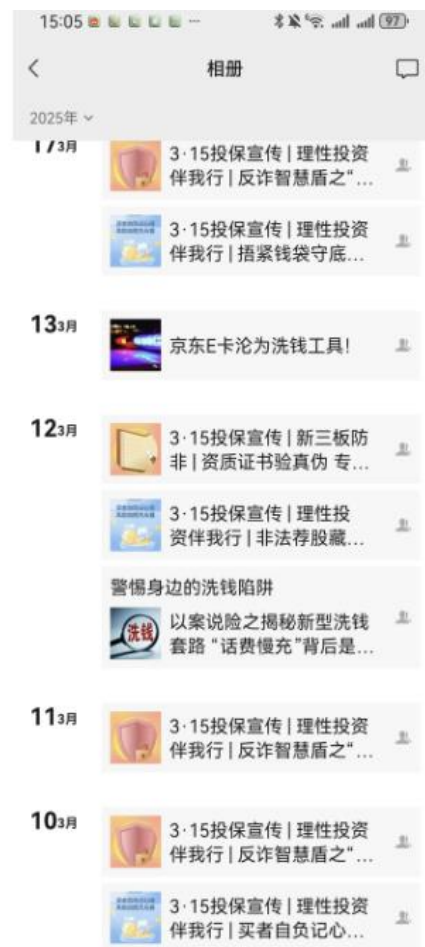 15:05
97
相册
2025年
17 3月
3·15投保宣传 | 理性投资
伴我行 | 反诈智慧盾之“...
3·15投保宣传 | 理性投资
伴我行 | 捂紧钱袋守底...
13 3月
京东E卡沦为洗钱工具!
12 3月
3·15投保宣传 | 新三板防
非 | 资质证书验真伪 专...
3·15投保宣传 | 理性投
资伴我行 | 非法荐股藏...
警惕身边的洗钱陷阱
洗钱
以案说险之揭秘新型洗钱
套路 “话费慢充”背后是...
11 3月
3·15投保宣传 | 理性投资
伴我行 | 反诈智慧盾之“...
10 3月
3·15投保宣传 | 理性投资
伴我行 | 反诈智慧盾之“...
3·15投保宣传 | 理性投资
伴我行 | 买者自负记心...